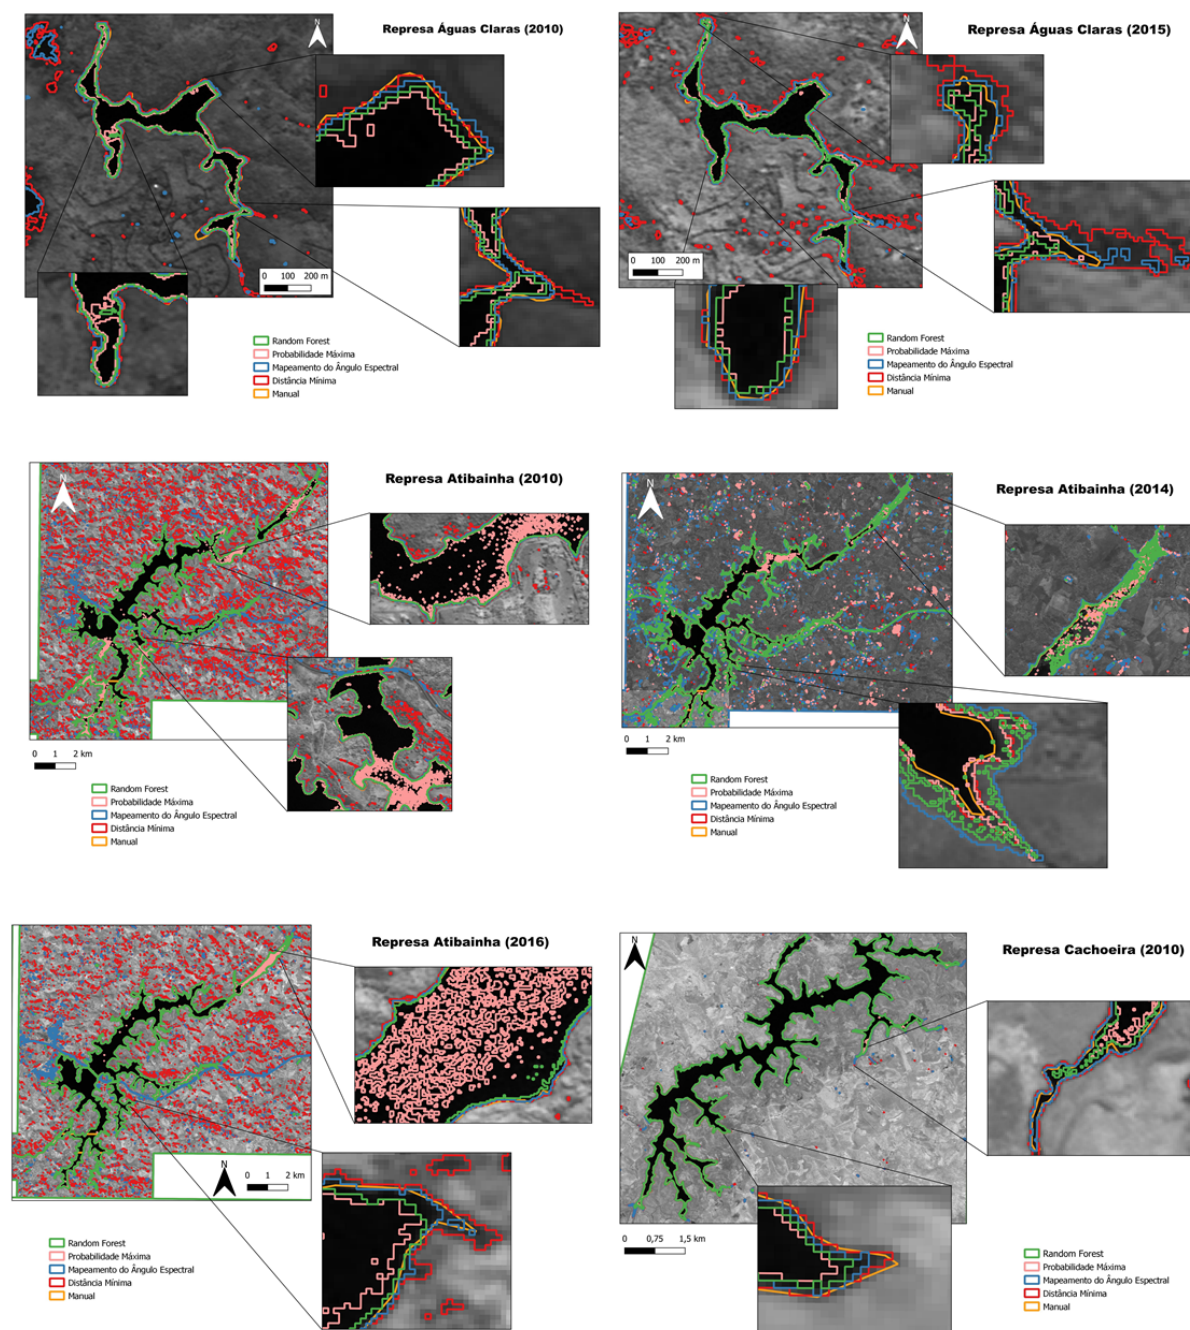 N
Represa Águas Claras (2010)
0 100 200 m
Random Forest
Probabilidade Máxima
Mapeamento do Ângulo Espectral
Distância Mínima
Manual
N
Represa Águas Claras (2015)
0 100 200 m
Random Forest
Probabilidade Máxima
Mapeamento do Ângulo Espectral
Distância Mínima
Manual
N
Represa Atibainha (2010)
0 1 2 km
Random Forest
Probabilidade Máxima
Mapeamento do Ângulo Espectral
Distância Mínima
Manual
N
Represa Atibainha (2014)
0 1 2 km
Random Forest
Probabilidade Máxima
Mapeamento do Ângulo Espectral
Distância Mínima
Manual
Represa Atibainha (2016)
N
0 1 2 km
Random Forest
Probabilidade Máxima
Mapeamento do Ângulo Espectral
Distância Mínima
Manual
N
Represa Cachoeira (2010)
0 0,75 1,5 km
Random Forest
Probabilidade Máxima
Mapeamento do Ângulo Espectral
Distância Mínima
Manual